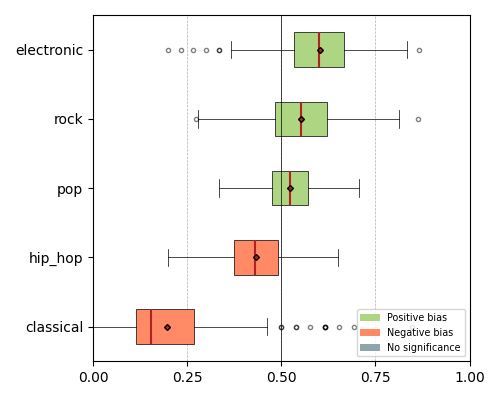 electronic
rock
pop
hip_hop
classical
Positive bias
Negative bias
No significance
0.00 0.25 0.50 0.75 1.00